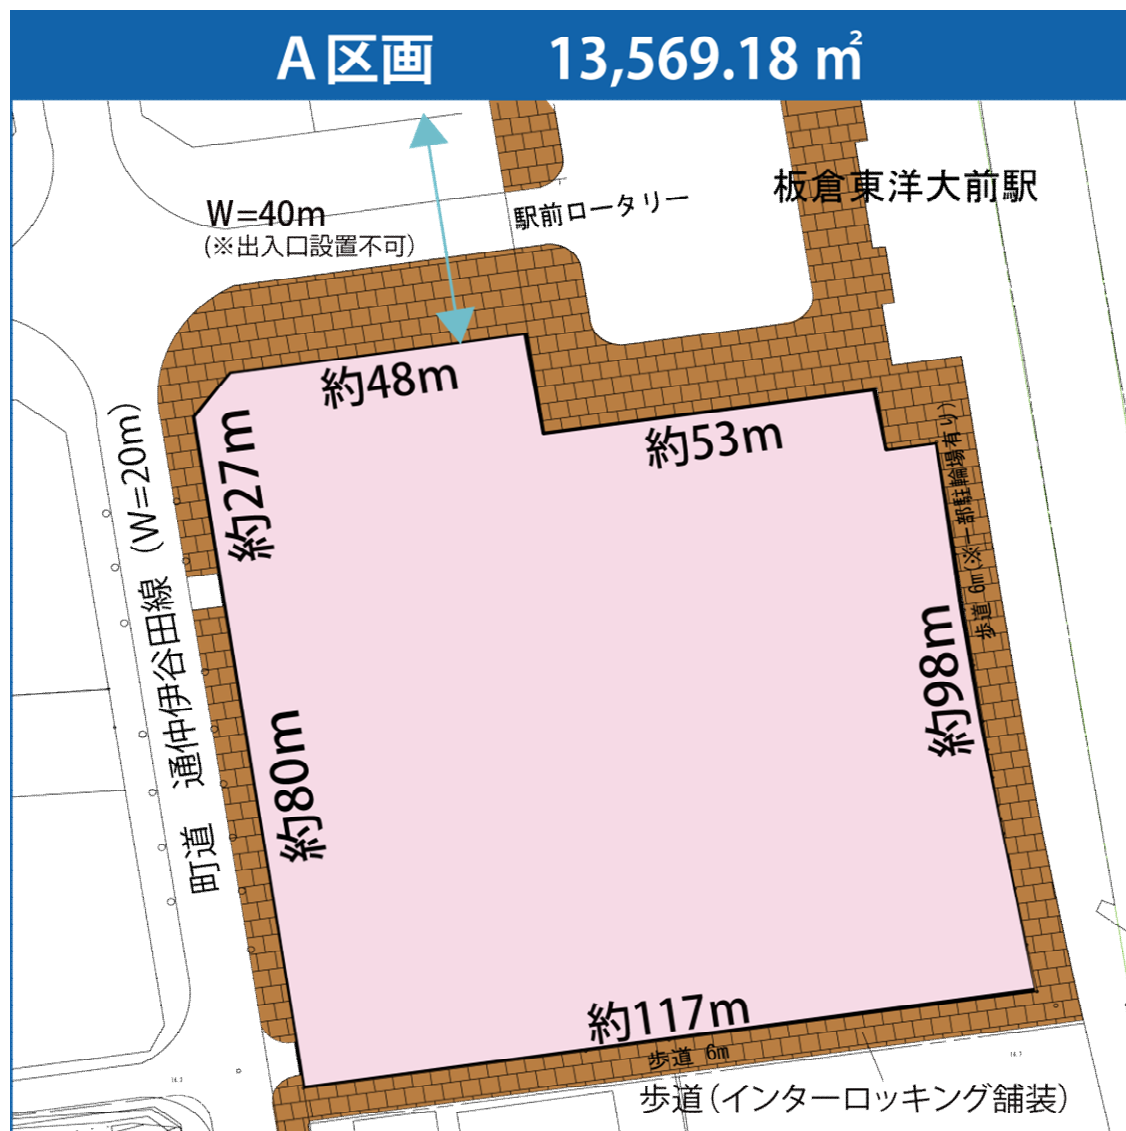 A区画 13,569.18 ㎡
板倉東洋大前駅
W=40m
(※出入口設置不可)
駅前ロータリー
約48m
約53m
約27m
町道 通仲伊谷田線 (W=20m)
歩道 6m(※一部駐輪場有り)
約98m
約80m
約117m
歩道 6m
歩道(インターロッキング舗装)